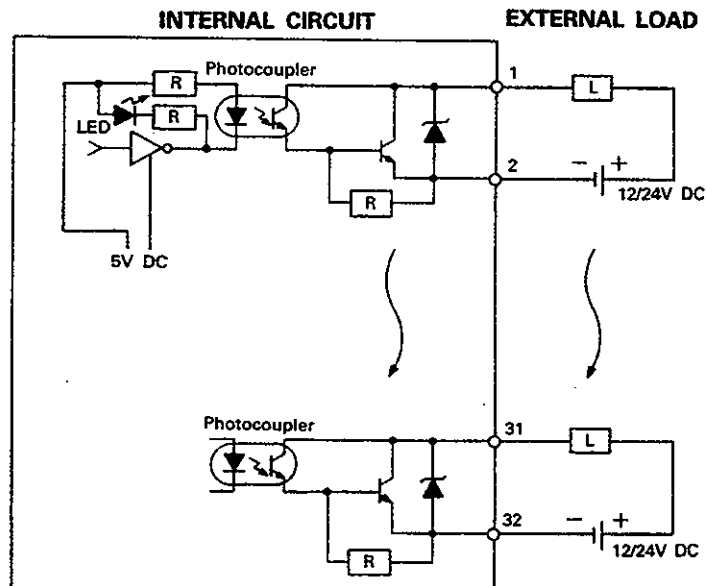 INTERNAL CIRCUIT
EXTERNAL LOAD
Photocoupler
R
LED
R
5V DC
R
1
L
2
- +
12/24V DC
Photocoupler
R
31
L
32
- +
12/24V DC